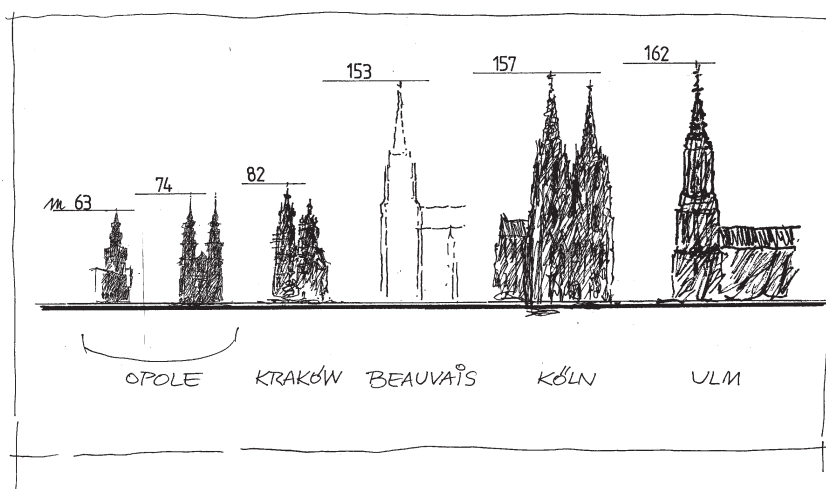 m 63
74
82
153
157
162
OPOLE
KRAKÓW
BEAUVAIS
KÖLN
ULM